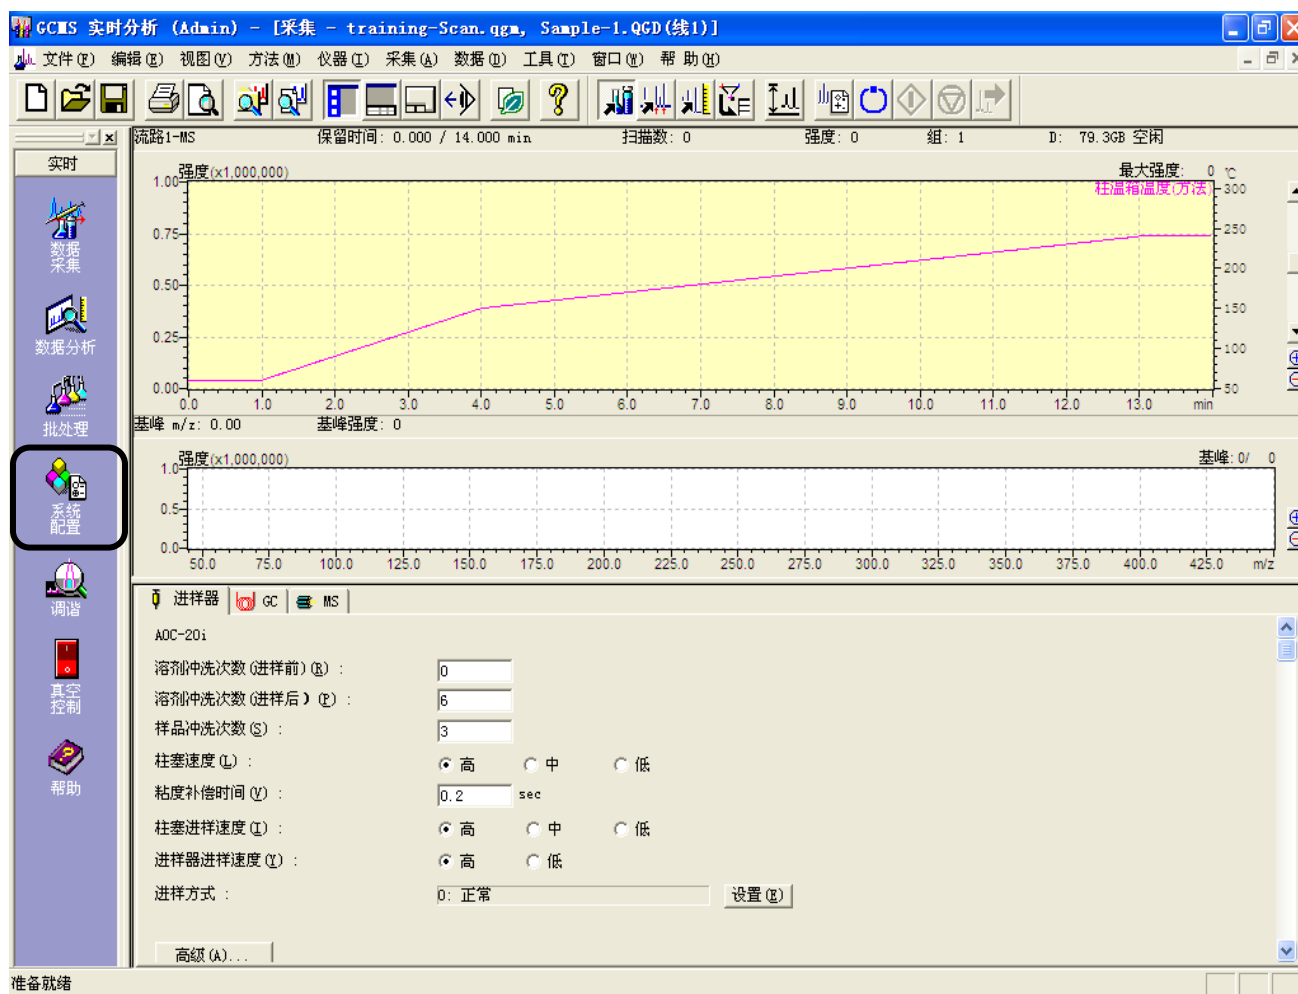 GCMS 实时分析 (Admin) - [采集 - training-Scan.qgm, Sample-1.QGD(线1)]
文件(F) 编辑(E) 视图(V) 方法(M) 仪器(I) 采集(A) 数据(D) 工具(T) 窗口(W) 帮 助(H)
流路1-MS 保留时间: 0.000 / 14.000 min 扫描数: 0 强度: 0 组: 1 D: 79.3GB 空闲
实时
数据
采集
数据分析
批处理
系统
配置
调谐
真空
控制
帮助
强度(x1,000,000) 最大强度: 0 ℃
柱温箱温度(方法)
1.00
0.75
0.50
0.25
0.00
300
250
200
150
100
50
0.0 1.0 2.0 3.0 4.0 5.0 6.0 7.0 8.0 9.0 10.0 11.0 12.0 13.0 min
基峰 m/z: 0.00 基峰强度: 0
强度(x1,000,000) 基峰: 0/ 0
1.0
0.5
0.0
50.0 75.0 100.0 125.0 150.0 175.0 200.0 225.0 250.0 275.0 300.0 325.0 350.0 375.0 400.0 425.0 m/z
进样器 GC MS
AOC-20i
溶剂冲洗次数(进样前)(R) : 0
溶剂冲洗次数(进样后) (P) : 6
样品冲洗次数(S) : 3
柱塞速度(L) : 高 中 低
粘度补偿时间(V) : 0.2 sec
柱塞进样速度(I) : 高 中 低
进样器进样速度(Y) : 高 低
进样方式 : 0: 正常 设置(E)
高级(A)...
准备就绪